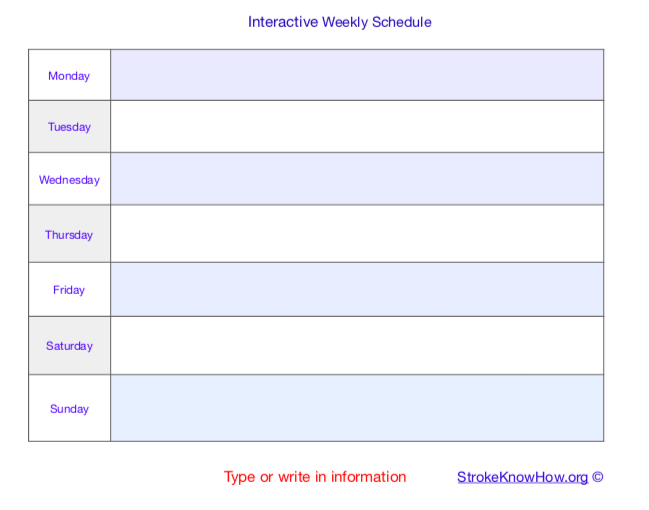 Interactive Weekly Schedule
Monday
Tuesday
Wednesday
Thursday
Friday
Saturday
Sunday
Type or write in information StrokeKnowHow.org ©